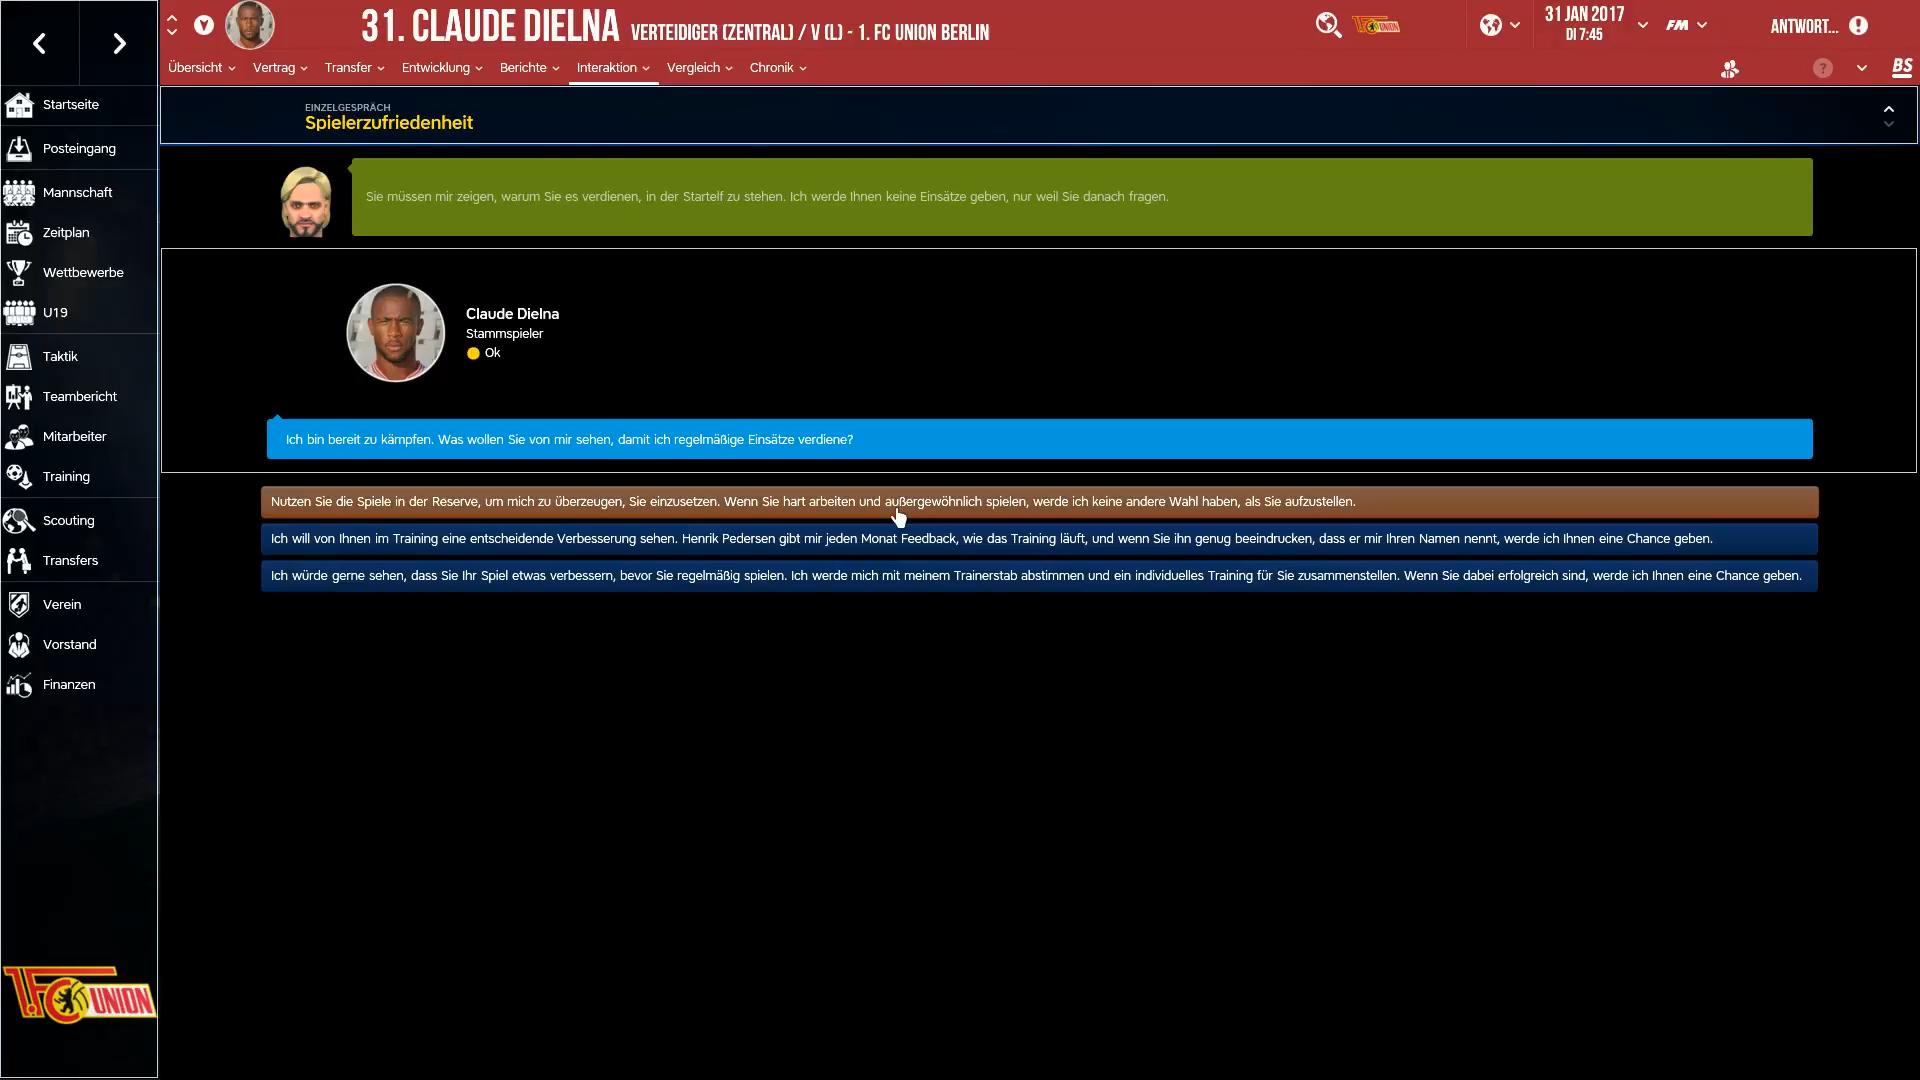 31. CLAUDE DIELNA VERTEIDIGER (ZENTRAL) / V (L) - 1. FC UNION BERLIN
UNION
31 JAN 2017
DI 7:45
FM
ANTWORT...
Übersicht
Vertrag
Transfer
Entwicklung
Berichte
Interaktion
Vergleich
Chronik
?
BS
Startseite
Posteingang
Mannschaft
Zeitplan
Wettbewerbe
U19
Taktik
Teambericht
Mitarbeiter
Training
Scouting
Transfers
Verein
Vorstand
Finanzen
1.FC UNION
EINZELGESPRÄCH
Spielerzufriedenheit
Sie müssen mir zeigen, warum Sie es verdienen, in der Startelf zu stehen. Ich werde Ihnen keine Einsätze geben, nur weil Sie danach fragen.
Claude Dielna
Stammspieler
Ok
Ich bin bereit zu kämpfen. Was wollen Sie von mir sehen, damit ich regelmäßige Einsätze verdiene?
Nutzen Sie die Spiele in der Reserve, um mich zu überzeugen, Sie einzusetzen. Wenn Sie hart arbeiten und außergewöhnlich spielen, werde ich keine andere Wahl haben, als Sie aufzustellen.
Ich will von Ihnen im Training eine entscheidende Verbesserung sehen. Henrik Pedersen gibt mir jeden Monat Feedback, wie das Training läuft, und wenn Sie ihn genug beeindrucken, dass er mir Ihren Namen nennt, werde ich Ihnen eine Chance geben.
Ich würde gerne sehen, dass Sie Ihr Spiel etwas verbessern, bevor Sie regelmäßig spielen. Ich werde mich mit meinem Trainerstab abstimmen und ein individuelles Training für Sie zusammenstellen. Wenn Sie dabei erfolgreich sind, werde ich Ihnen eine Chance geben.